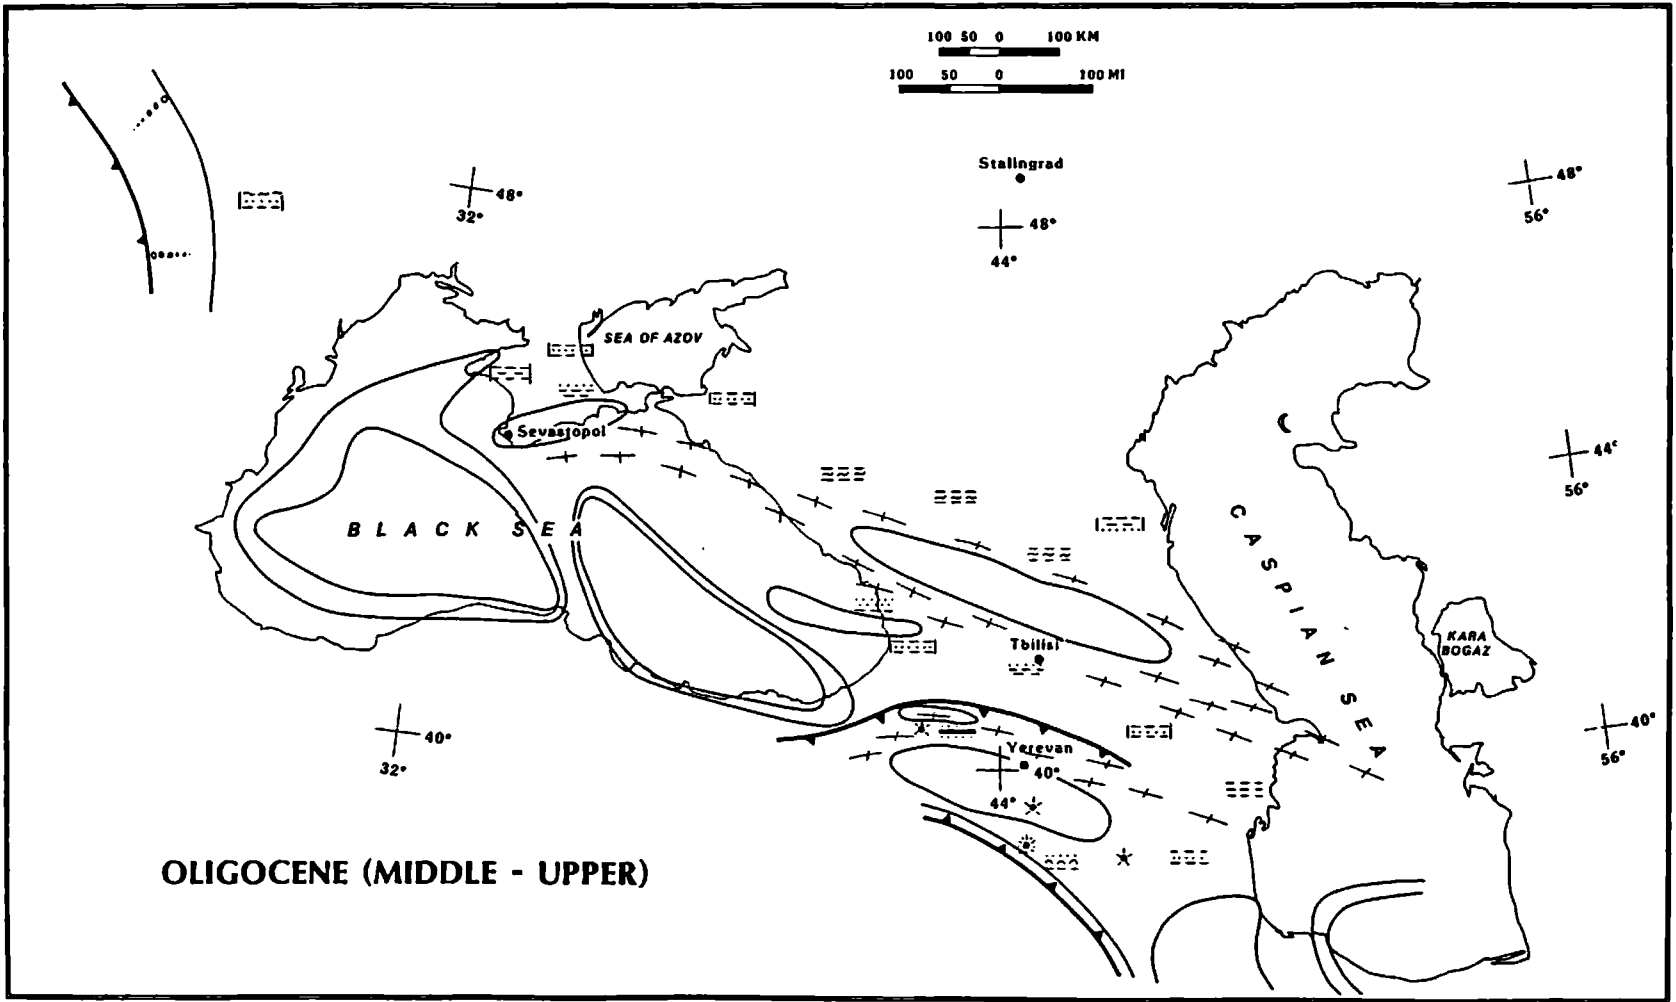 100 50 0 100 KM
100 50 0 100 MI
Stalingrad
48°
32°
48°
44°
48°
56°
SEA OF AZOV
Sevastopol
44°
56°
BLACK SEA
CASPIAN SEA
Tbilisi
KARA
BOGAZ
40°
32°
Yerevan
40°
44°
40°
56°
OLIGOCENE (MIDDLE - UPPER)